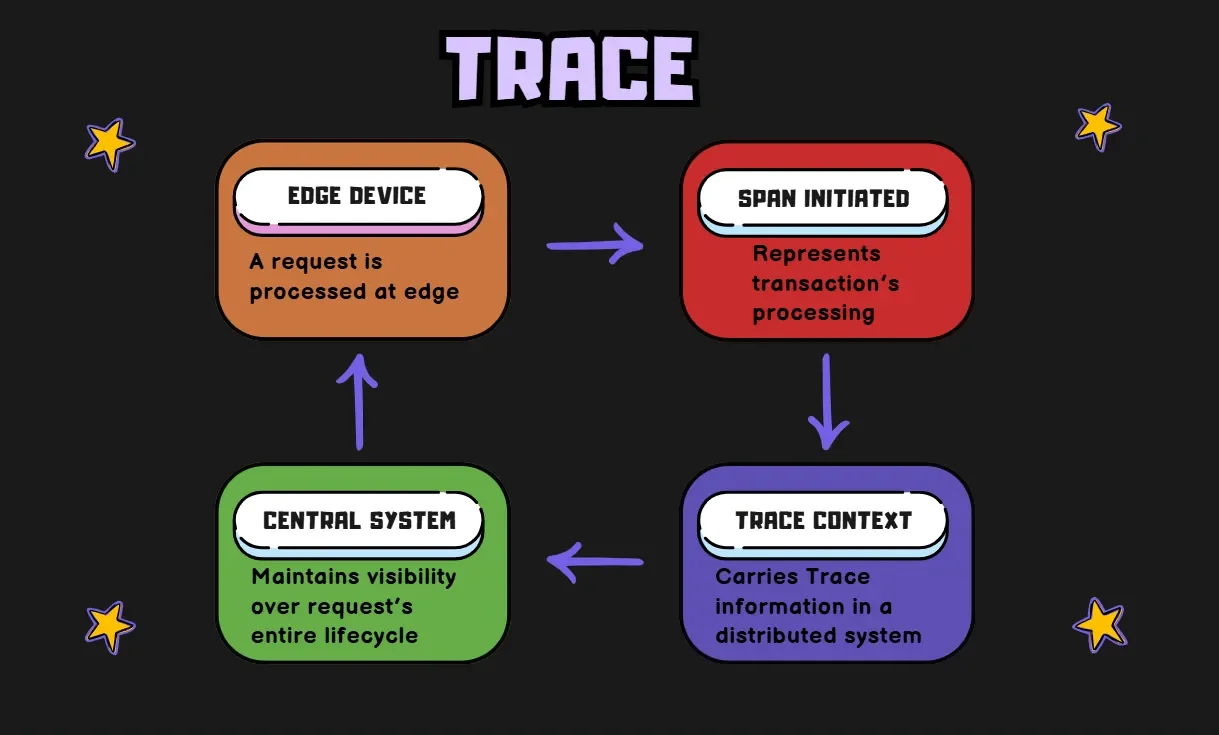 TRACE
EDGE DEVICE
A request is
processed at edge
SPAN INITIATED
Represents
transaction's
processing
CENTRAL SYSTEM
Maintains visibility
over request's
entire lifecycle
TRACE CONTEXT
Carries Trace
information in a
distributed system